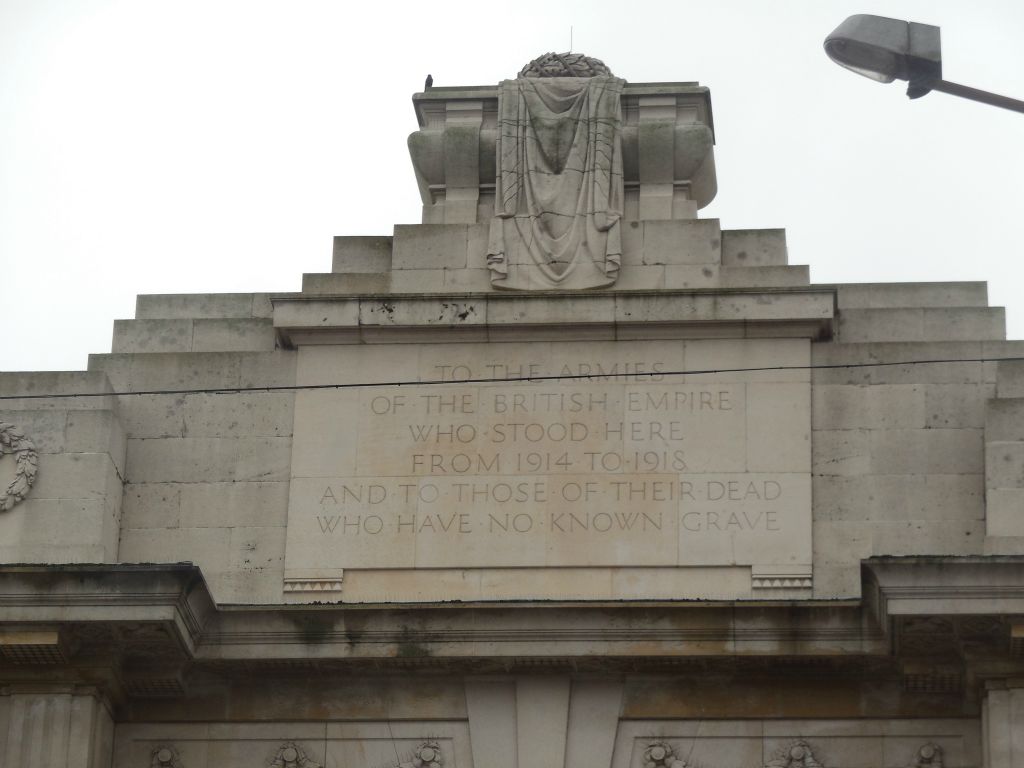 TO·THE·ARMIES
OF·THE·BRITISH·EMPIRE
WHO·STOOD·HERE
FROM·1914·TO·1918
AND·TO·THOSE·OF·THEIR·DEAD
WHO·HAVE·NO·KNOWN·GRAVE